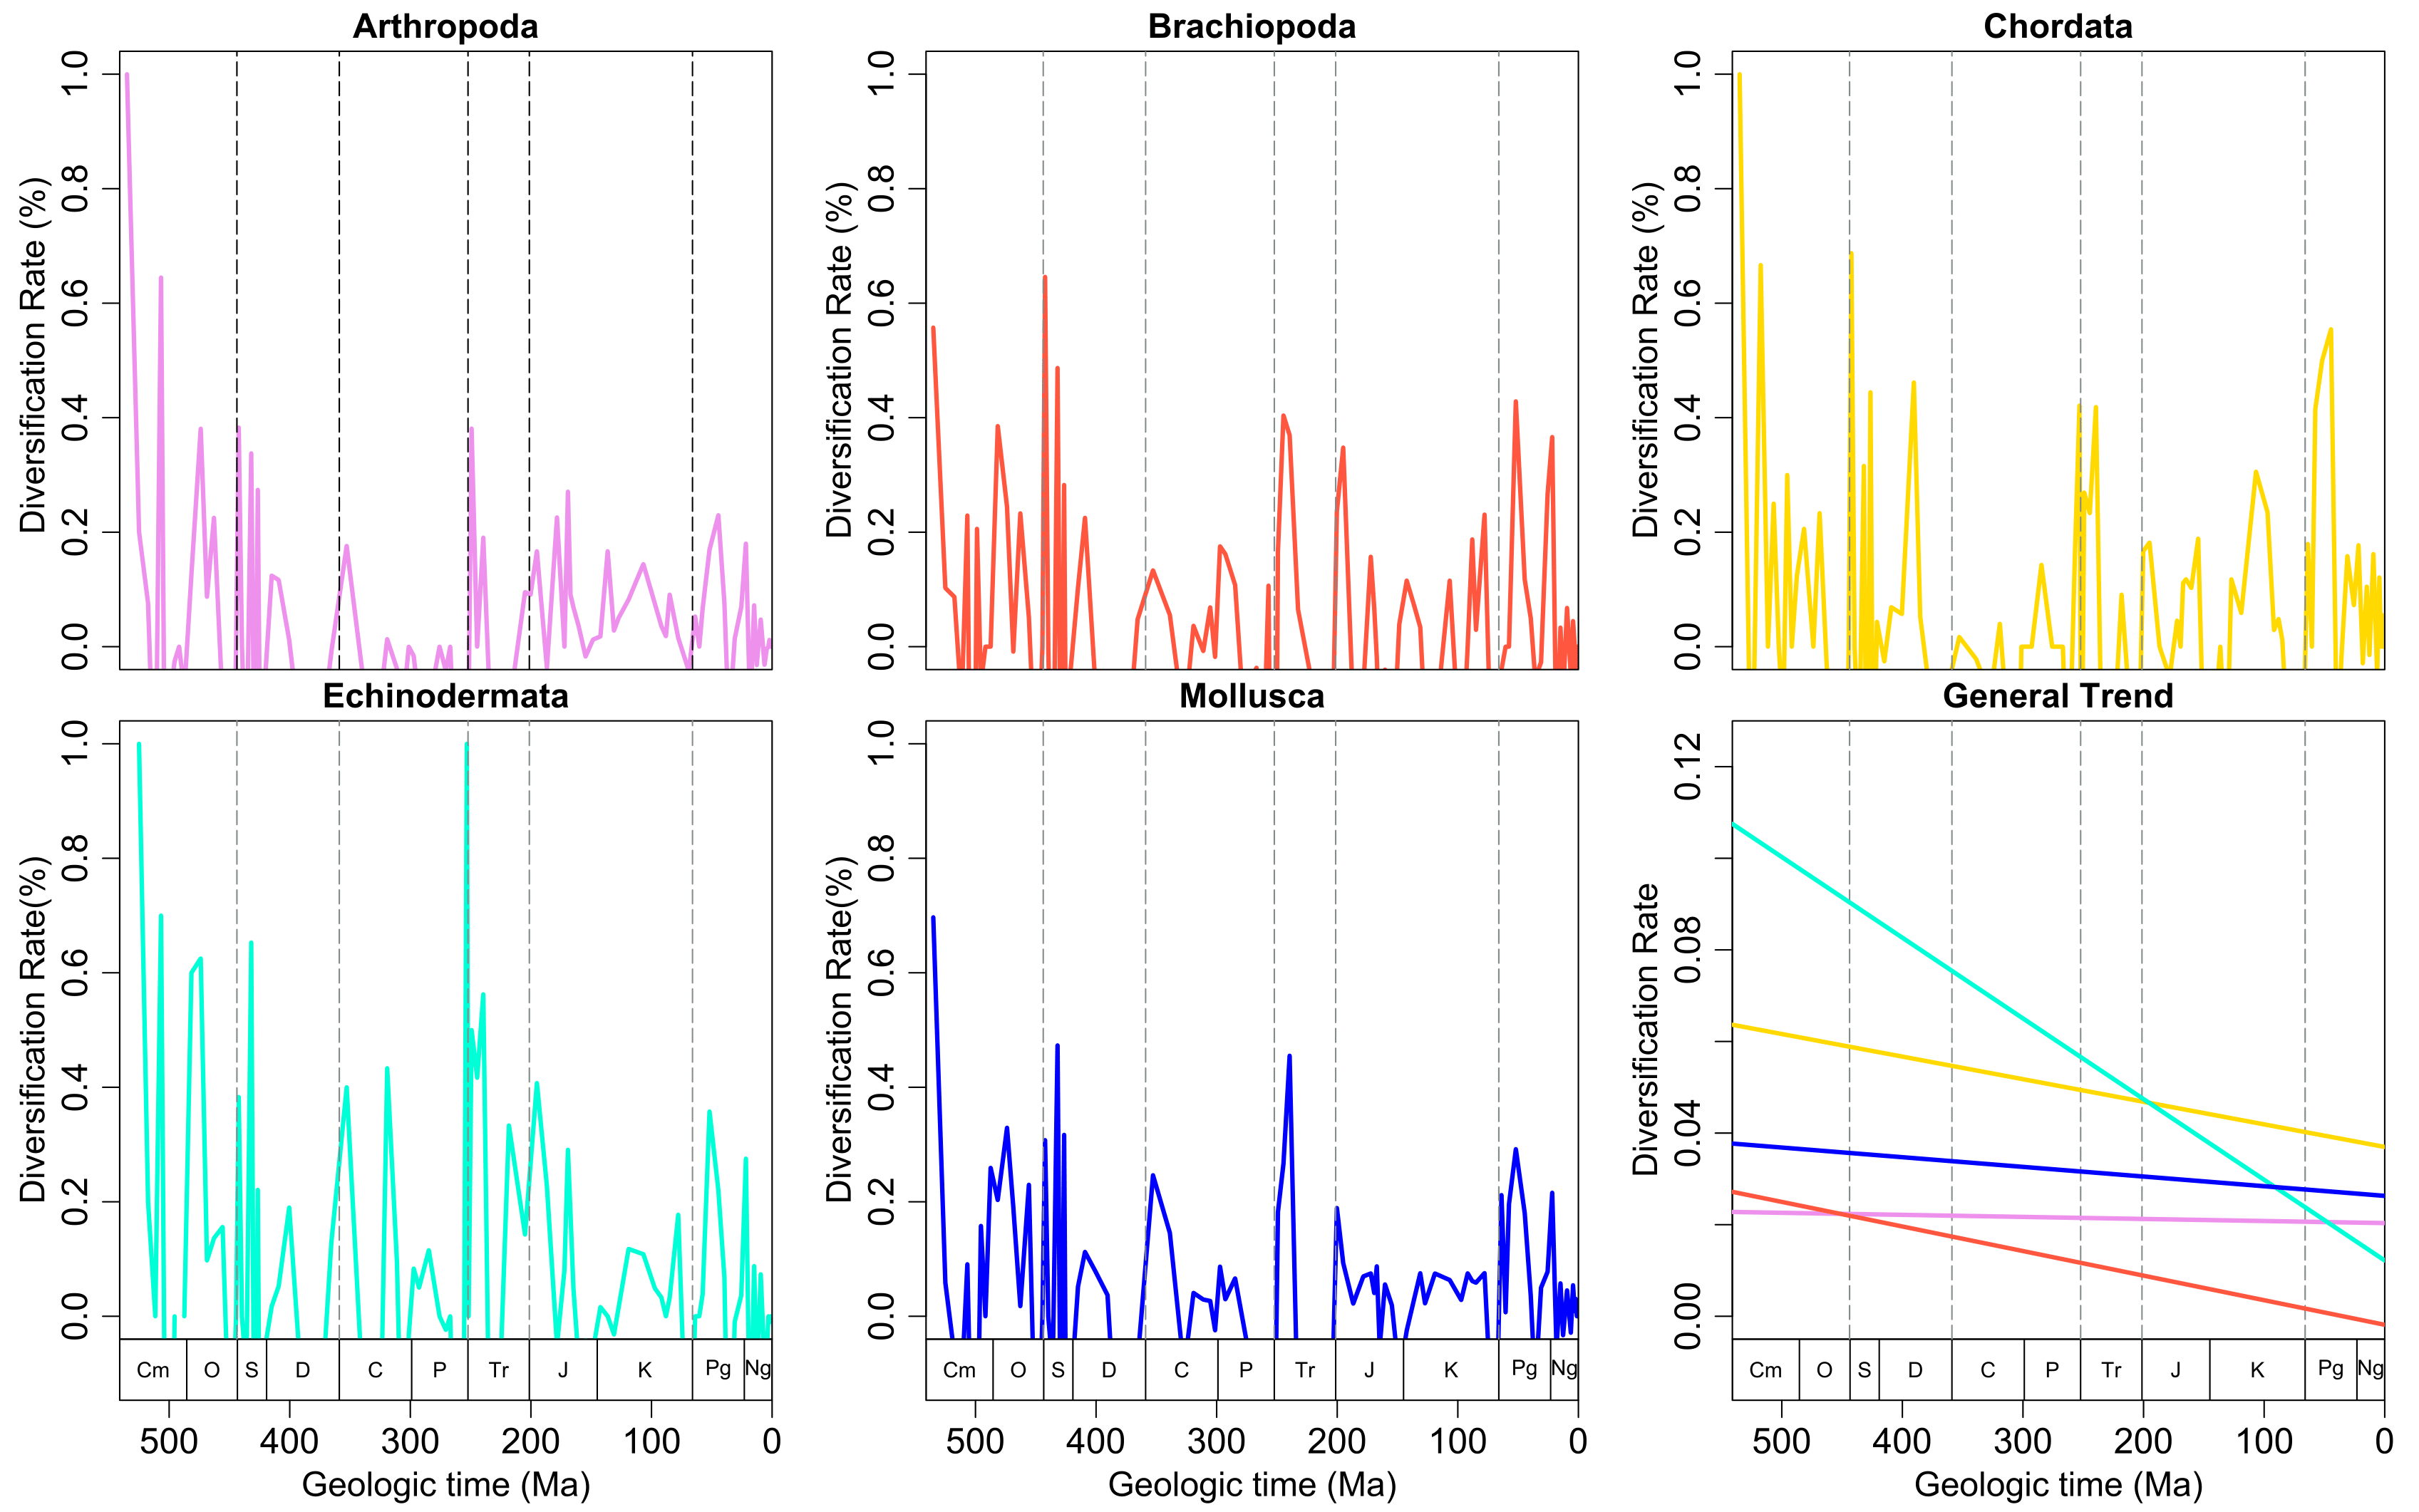 Arthropoda
Diversification Rate (%)
0.0 0.2 0.4 0.6 0.8 1.0
Brachiopoda
Diversification Rate (%)
0.0 0.2 0.4 0.6 0.8 1.0
Chordata
Diversification Rate (%)
0.0 0.2 0.4 0.6 0.8 1.0
Echinodermata
Diversification Rate(%)
0.0 0.2 0.4 0.6 0.8 1.0
Cm O S D C P Tr J K Pg Ng
500 400 300 200 100 0
Geologic time (Ma)
Mollusca
Diversification Rate(%)
0.0 0.2 0.4 0.6 0.8 1.0
Cm O S D C P Tr J K Pg Ng
500 400 300 200 100 0
Geologic time (Ma)
General Trend
Diversification Rate
0.00 0.04 0.08 0.12
Cm O S D C P Tr J K Pg Ng
500 400 300 200 100 0
Geologic time (Ma)